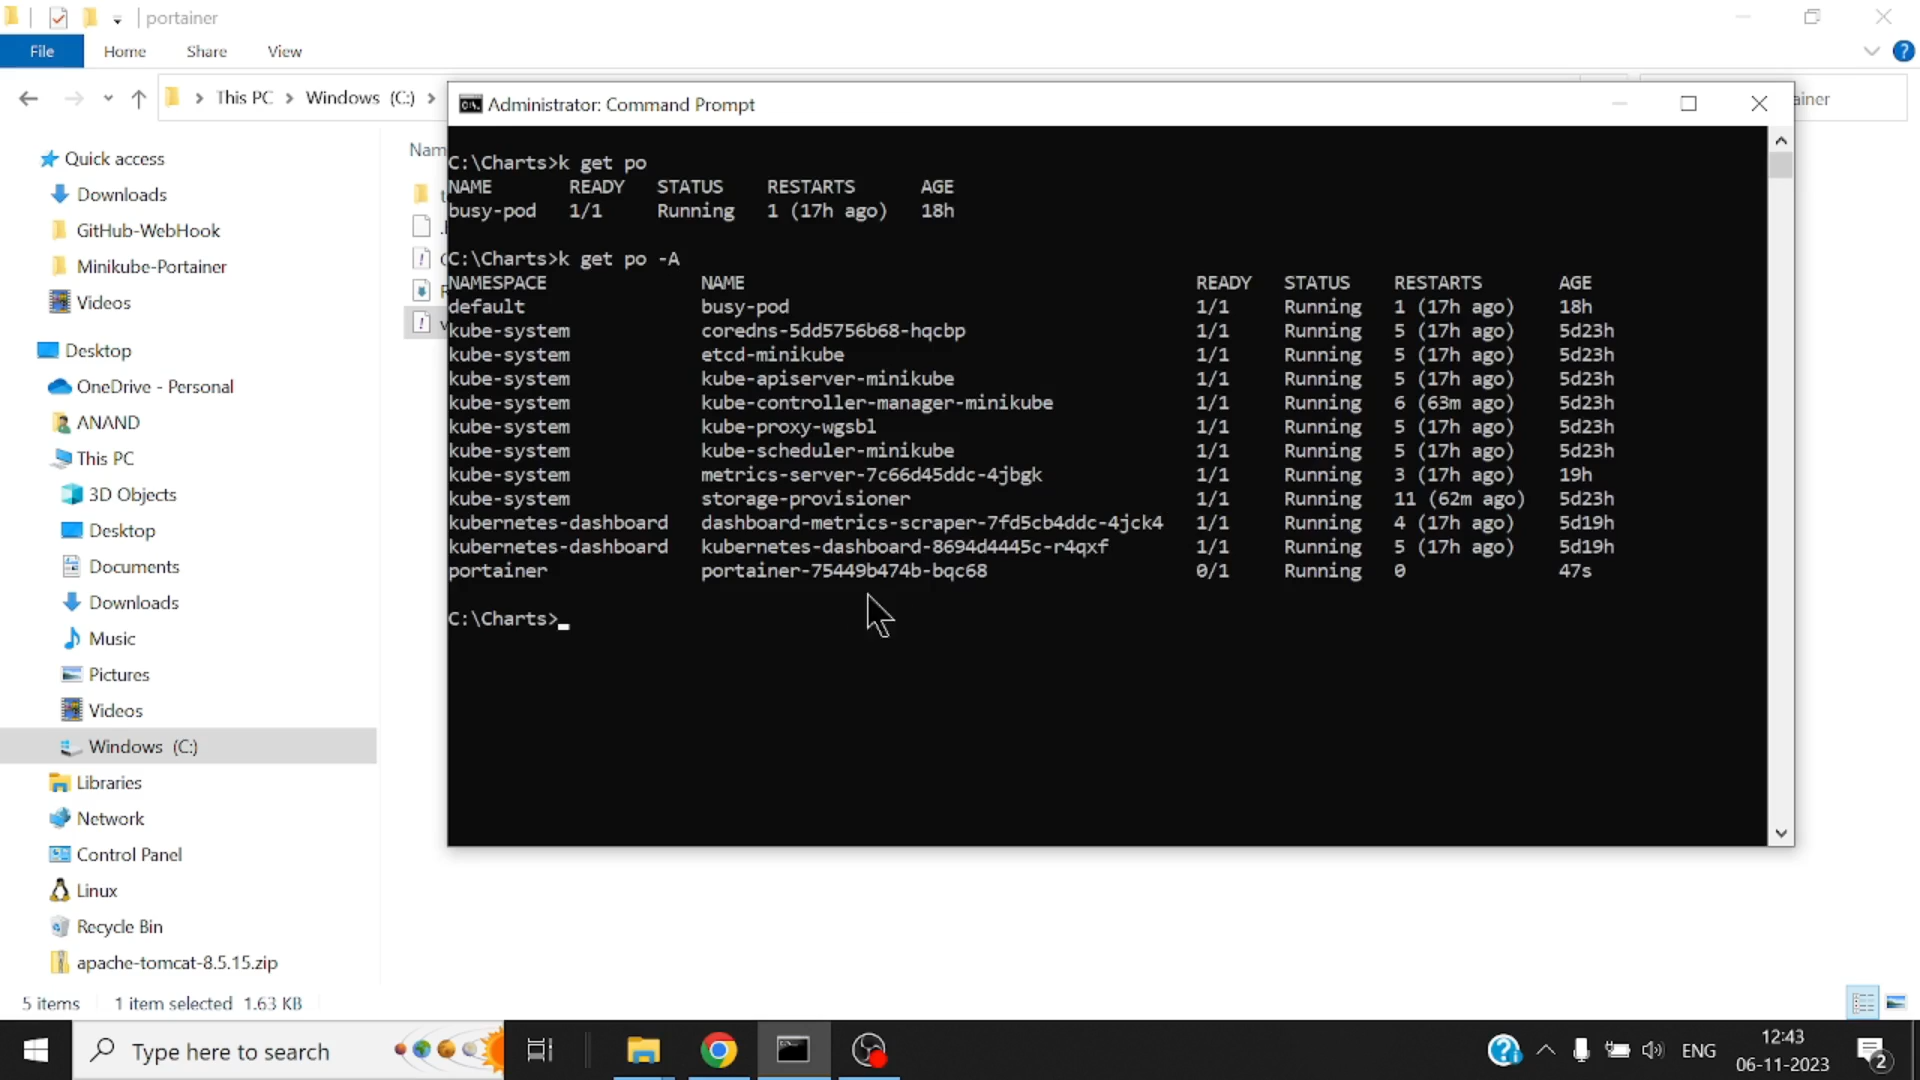 portainer
File Home Share View
This PC > Windows (C:) >
ainer
Administrator: Command Prompt
Quick access
Downloads
GitHub-WebHook
Minikube-Portainer
Videos
Desktop
OneDrive - Personal
ANAND
This PC
3D Objects
Desktop
Documents
Downloads
Music
Pictures
Videos
Windows (C:)
Libraries
Network
Control Panel
Linux
Recycle Bin
apache-tomcat-8.5.15.zip
Nam
C:\Charts>k get po
NAME READY STATUS RESTARTS AGE
busy-pod 1/1 Running 1 (17h ago) 18h
C:\Charts>k get po -A
NAMESPACE NAME READY STATUS RESTARTS AGE
default busy-pod 1/1 Running 1 (17h ago) 18h
kube-system coredns-5dd5756b68-hqcbp 1/1 Running 5 (17h ago) 5d23h
kube-system etcd-minikube 1/1 Running 5 (17h ago) 5d23h
kube-system kube-apiserver-minikube 1/1 Running 5 (17h ago) 5d23h
kube-system kube-controller-manager-minikube 1/1 Running 6 (63m ago) 5d23h
kube-system kube-proxy-wgsbl 1/1 Running 5 (17h ago) 5d23h
kube-system kube-scheduler-minikube 1/1 Running 5 (17h ago) 5d23h
kube-system metrics-server-7c66d45ddc-4jbgk 1/1 Running 3 (17h ago) 19h
kube-system storage-provisioner 1/1 Running 11 (62m ago) 5d23h
kubernetes-dashboard dashboard-metrics-scraper-7fd5cb4ddc-4jck4 1/1 Running 4 (17h ago) 5d19h
kubernetes-dashboard kubernetes-dashboard-8694d4445c-r4qxf 1/1 Running 5 (17h ago) 5d19h
portainer portainer-75449b474b-bqc68 0/1 Running 0 47s
C:\Charts>_
5 items 1 item selected 1.63 KB
Type here to search
ENG
12:43
06-11-2023
2